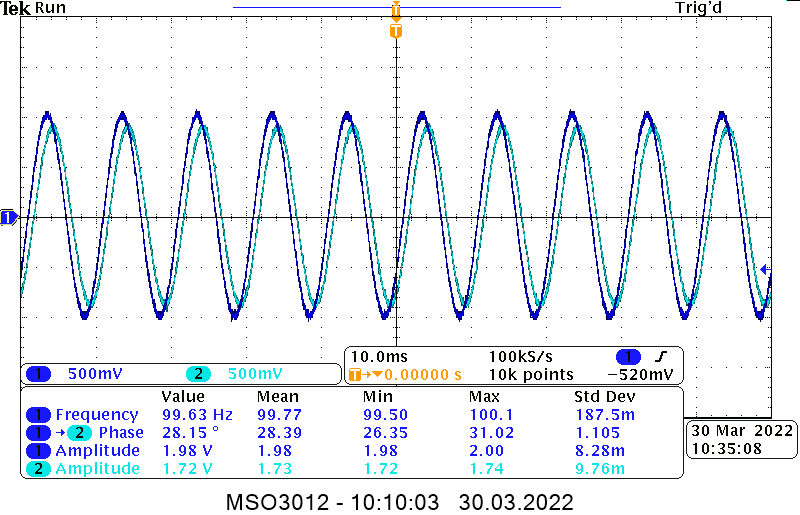 Tek Run Trig'd
T
T
1
10.0ms 100kS/s 1
1 500mV 2 500mV T→▼0.00000 s 10k points −520mV
Value Mean Min Max Std Dev
1 Frequency 99.63 Hz 99.77 99.50 100.1 187.5m
1 → 2 Phase 28.15 ° 28.39 26.35 31.02 1.105
1 Amplitude 1.98 V 1.98 1.98 2.00 8.28m
2 Amplitude 1.72 V 1.73 1.72 1.74 9.76m
30 Mar 2022
10:35:08
MSO3012 - 10:10:03 30.03.2022